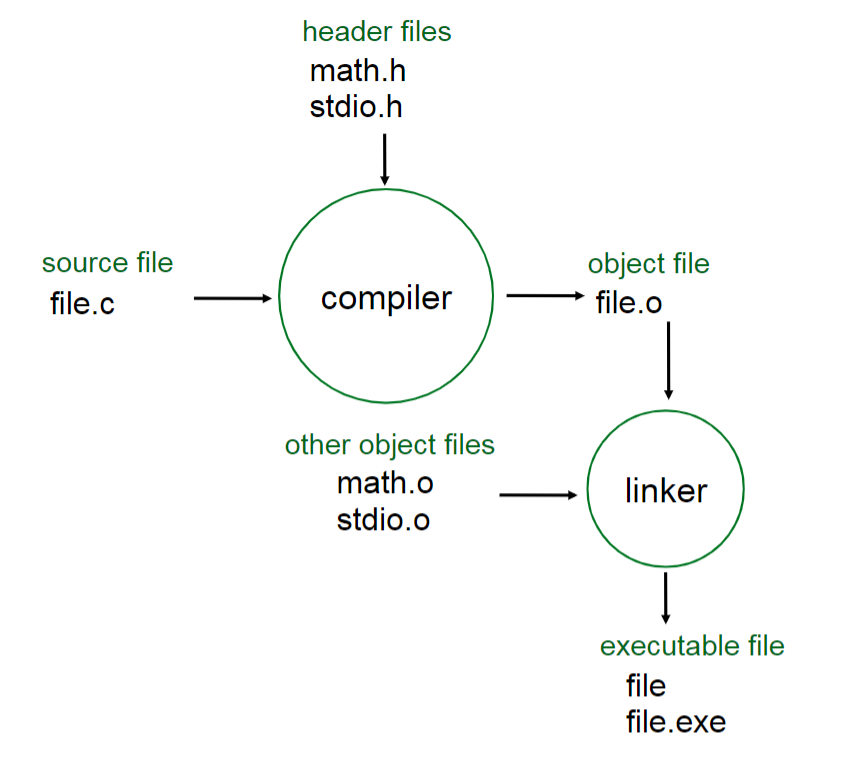 header files
math.h
stdio.h
source file
file.c
compiler
object file
file.o
other object files
math.o
stdio.o
linker
executable file
file
file.exe